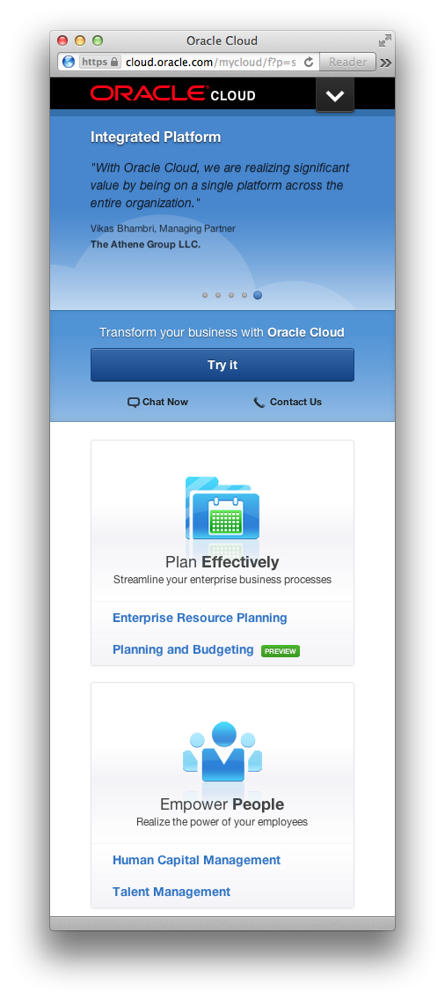 Oracle Cloud
https cloud.oracle.com/mycloud/f?p=s Reader
ORACLE CLOUD
Integrated Platform
"With Oracle Cloud, we are realizing significant
value by being on a single platform across the
entire organization."
Vikas Bhambri, Managing Partner
The Athene Group LLC.
Transform your business with Oracle Cloud
Try it
Chat Now Contact Us
Plan Effectively
Streamline your enterprise business processes
Enterprise Resource Planning
Planning and Budgeting PREVIEW
Empower People
Realize the power of your employees
Human Capital Management
Talent Management